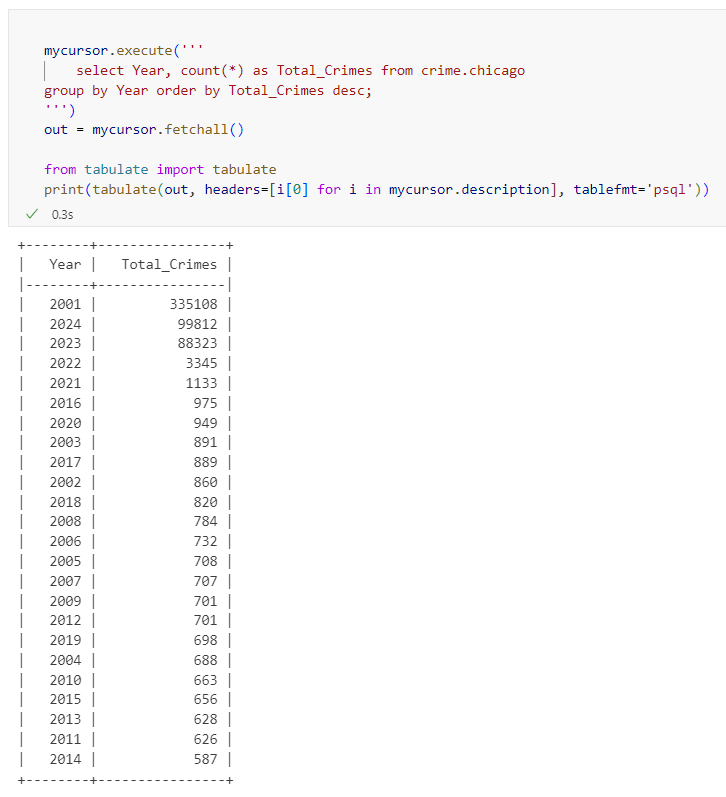 mycursor.execute('''
    select Year, count(*) as Total_Crimes from crime.chicago
group by Year order by Total_Crimes desc;
''')
out = mycursor.fetchall()

from tabulate import tabulate
print(tabulate(out, headers=[i[0] for i in mycursor.description], tablefmt='psql'))
✓ 0.3s
+--------+----------------+
|   Year |   Total_Crimes |
|--------+----------------|
|   2001 |         335108 |
|   2024 |          99812 |
|   2023 |          88323 |
|   2022 |           3345 |
|   2021 |           1133 |
|   2016 |            975 |
|   2020 |            949 |
|   2003 |            891 |
|   2017 |            889 |
|   2002 |            860 |
|   2018 |            820 |
|   2008 |            784 |
|   2006 |            732 |
|   2005 |            708 |
|   2007 |            707 |
|   2009 |            701 |
|   2012 |            701 |
|   2019 |            698 |
|   2004 |            688 |
|   2010 |            663 |
|   2015 |            656 |
|   2013 |            628 |
|   2011 |            626 |
|   2014 |            587 |
+--------+----------------+